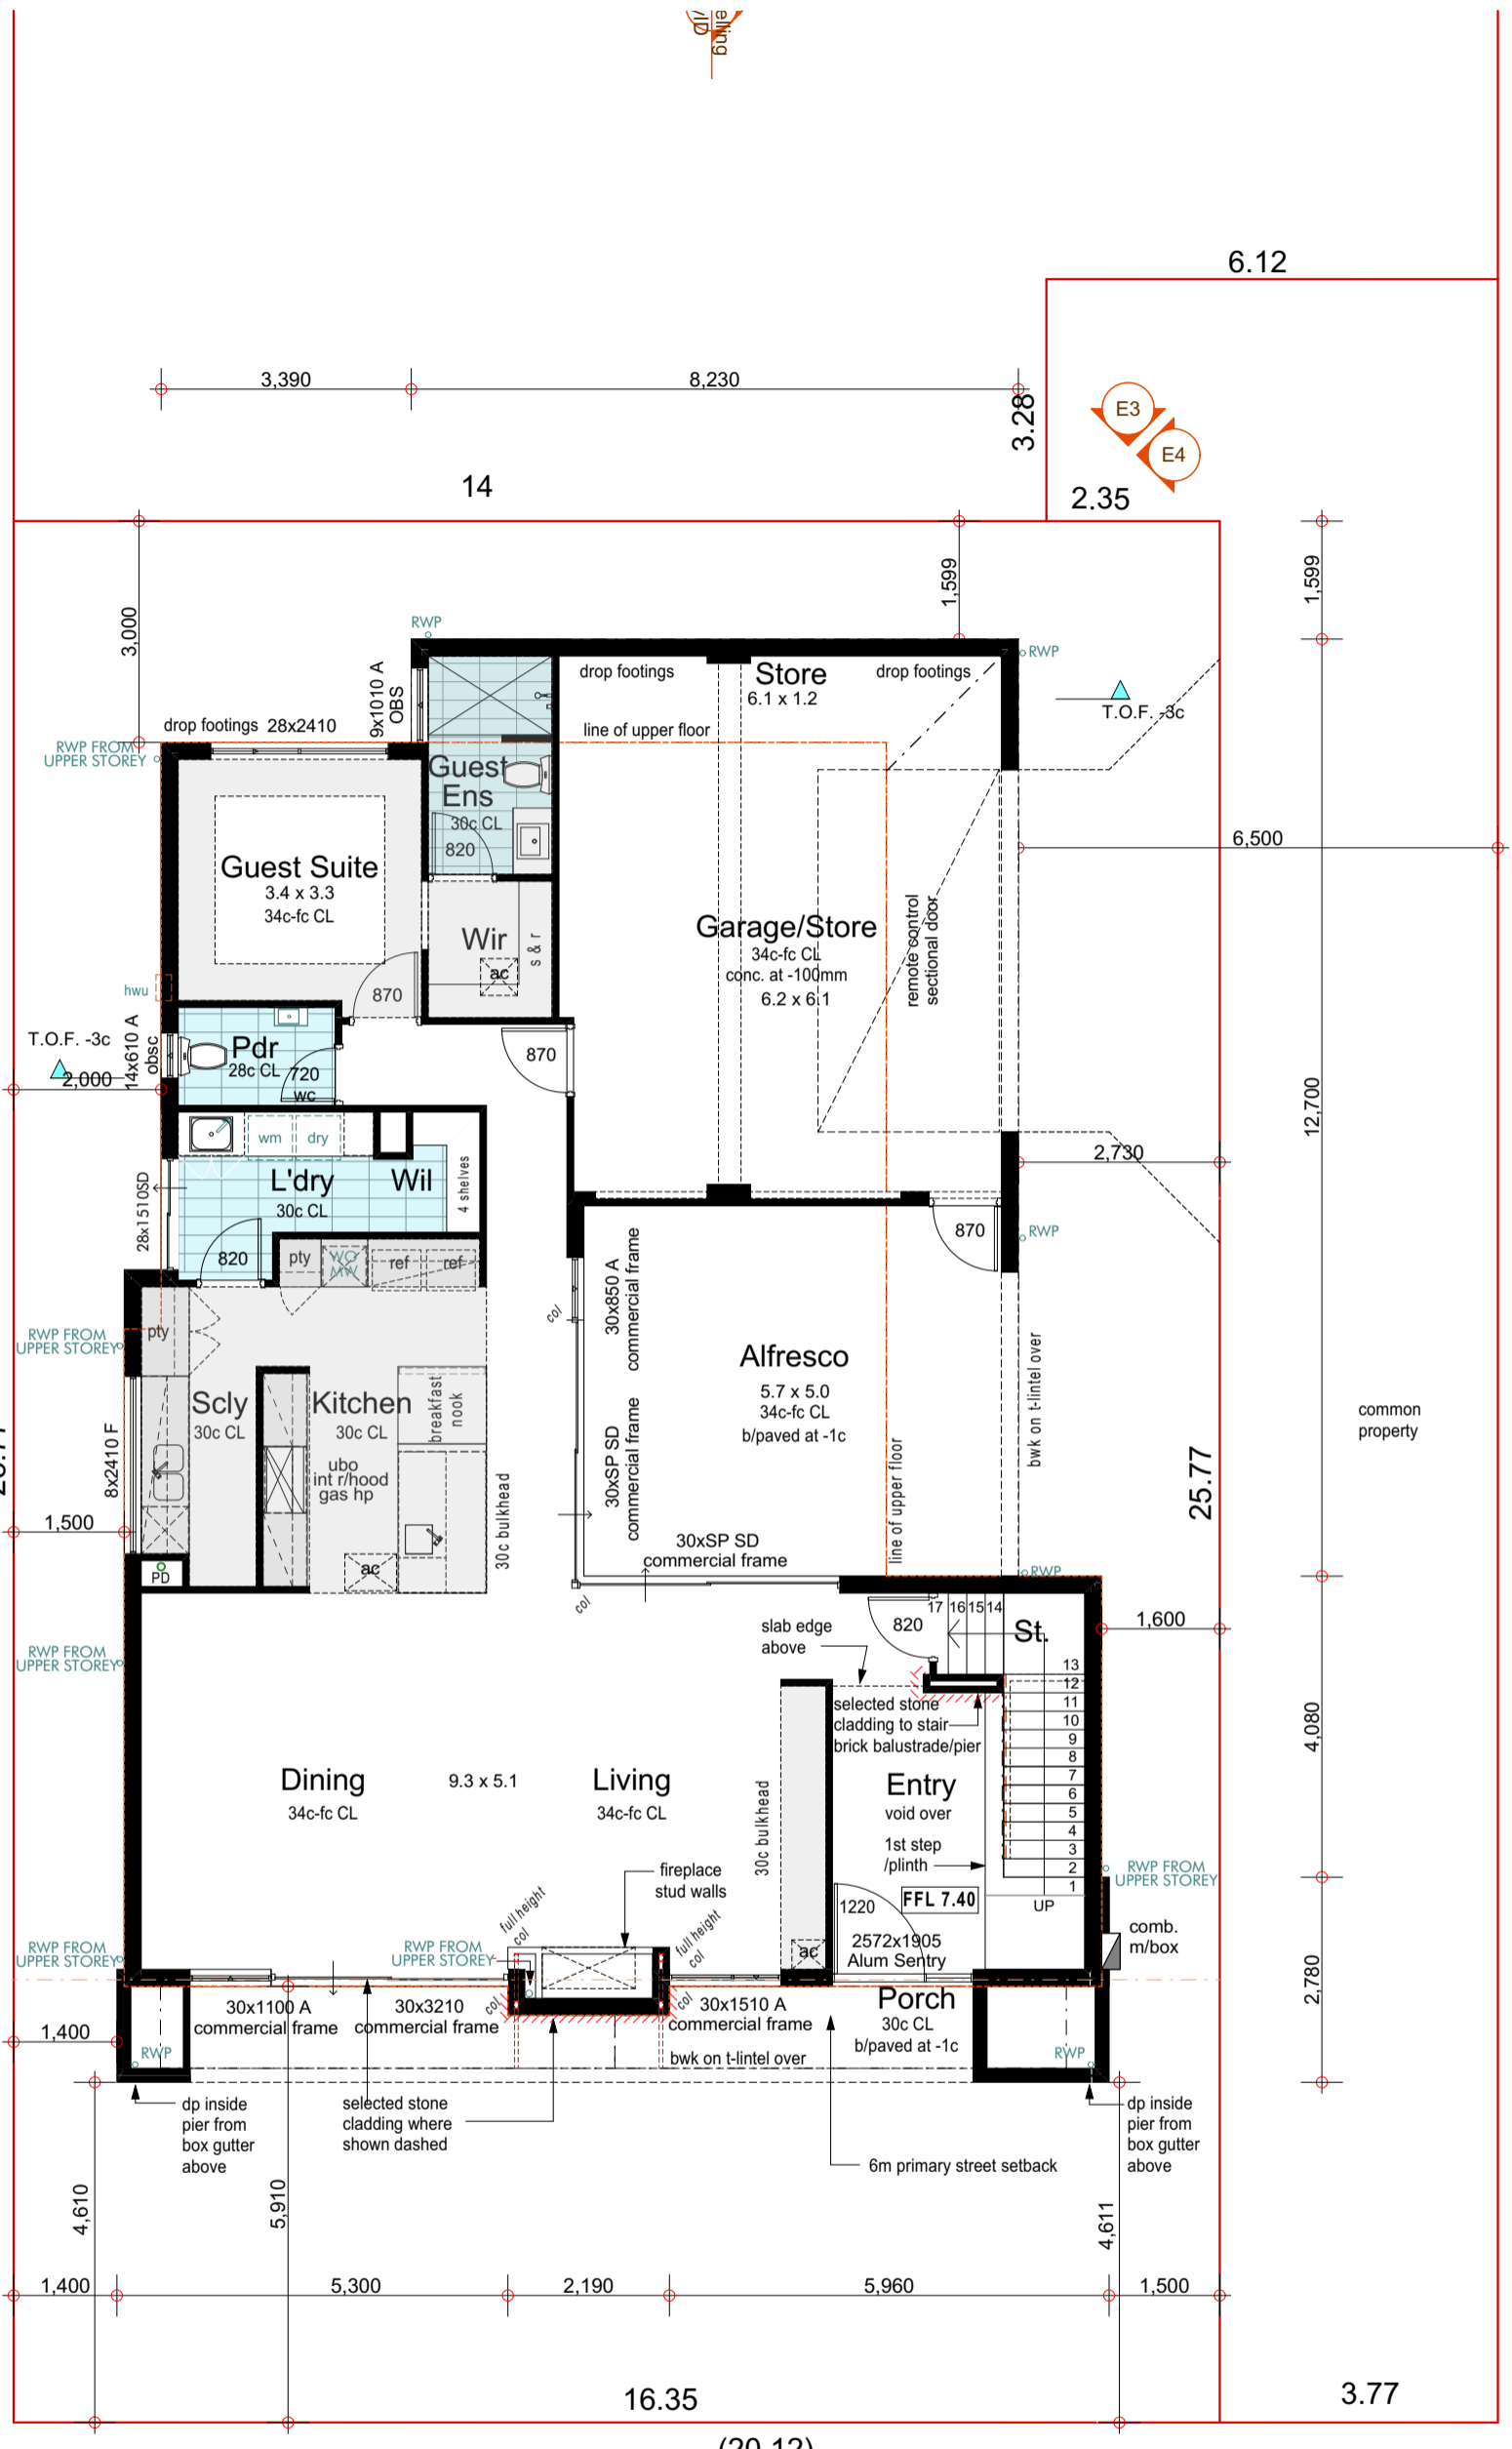 elling
/ID
6.12
3,390
8,230
3.28
E3
E4
14
2.35
3,000
1,599
1,599
RWP
RWP
9x1010 A
OBS
drop footings
Store
6.1 x 1.2
drop footings
T.O.F. -3c
drop footings
28x2410
line of upper floor
RWP FROM
UPPER STOREY
Guest
Ens
30c CL
820
6,500
Guest Suite
3.4 x 3.3
34c-fc CL
Garage/Store
34c-fc CL
conc. at -100mm
6.2 x 6.1
remote control
sectional door
Wir
s & r
ac
hwu
870
T.O.F. -3c
14x610 A
obsc
Pdr
28c CL
720
wc
870
2,000
12,700
wm
dry
2,730
28x1510SD
L'dry
30c CL
Wil
4 shelves
820
870
RWP
pty
WO
MW
ref
ref
col
30x850 A
commercial frame
RWP FROM
UPPER STOREY
pty
Alfresco
5.7 x 5.0
34c-fc CL
b/paved at -1c
bwk on t-lintel over
Scly
30c CL
Kitchen
30c CL
breakfast
nook
common
property
8x2410 F
ubo
int r/hood
gas hp
30xSP SD
commercial frame
line of upper floor
25.77
1,500
30c bulkhead
30xSP SD
commercial frame
PD
ac
RWP
col
17
16
15
14
820
St.
1,600
slab edge
above
RWP FROM
UPPER STOREY
13
12
11
10
9
8
7
6
5
4
3
2
1
selected stone
cladding to stair
brick balustrade/pier
4,080
Dining
34c-fc CL
9.3 x 5.1
Living
34c-fc CL
30c bulkhead
Entry
void over
1st step
/plinth
fireplace
stud walls
RWP FROM
UPPER STOREY
1220
FFL 7.40
UP
full height
col
full height
col
2572x1905
Alum Sentry
comb.
m/box
RWP FROM
UPPER STOREY
RWP FROM
UPPER STOREY
ac
2,780
30x1100 A
commercial frame
30x3210
commercial frame
col
col
30x1510 A
commercial frame
Porch
30c CL
b/paved at -1c
1,400
RWP
bwk on t-lintel over
RWP
dp inside
pier from
box gutter
above
selected stone
cladding where
shown dashed
6m primary street setback
dp inside
pier from
box gutter
above
4,610
5,910
4,611
1,400
5,300
2,190
5,960
1,500
16.35
3.77
(20.12)